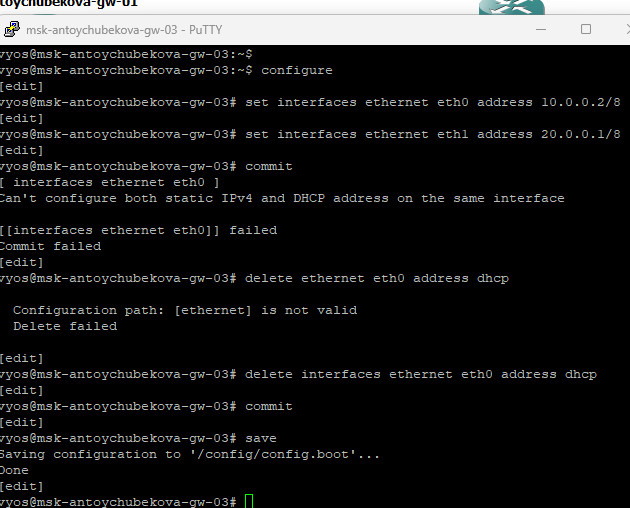 toychubekova-gw-01
msk-antoychubekova-gw-03 - PuTTY
vyos@msk-antoychubekova-gw-03:~$
vyos@msk-antoychubekova-gw-03:~$ configure
[edit]
vyos@msk-antoychubekova-gw-03# set interfaces ethernet eth0 address 10.0.0.2/8
[edit]
vyos@msk-antoychubekova-gw-03# set interfaces ethernet eth1 address 20.0.0.1/8
[edit]
vyos@msk-antoychubekova-gw-03# commit
[ interfaces ethernet eth0 ]
Can't configure both static IPv4 and DHCP address on the same interface
[[interfaces ethernet eth0]] failed
Commit failed
[edit]
vyos@msk-antoychubekova-gw-03# delete ethernet eth0 address dhcp
Configuration path: [ethernet] is not valid
Delete failed
[edit]
vyos@msk-antoychubekova-gw-03# delete interfaces ethernet eth0 address dhcp
[edit]
vyos@msk-antoychubekova-gw-03# commit
[edit]
vyos@msk-antoychubekova-gw-03# save
Saving configuration to '/config/config.boot'...
Done
[edit]
vyos@msk-antoychubekova-gw-03#